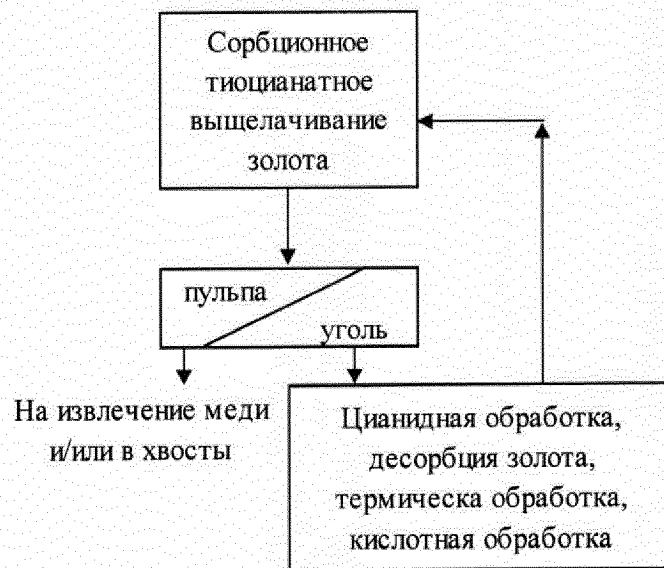 Сорбционное
тиоцианатное
выщелачивание
золота
пульпа
уголь
На извлечение меди
и/или в хвосты
Цианидная обработка,
десорбция золота,
термическа обработка,
кислотная обработка